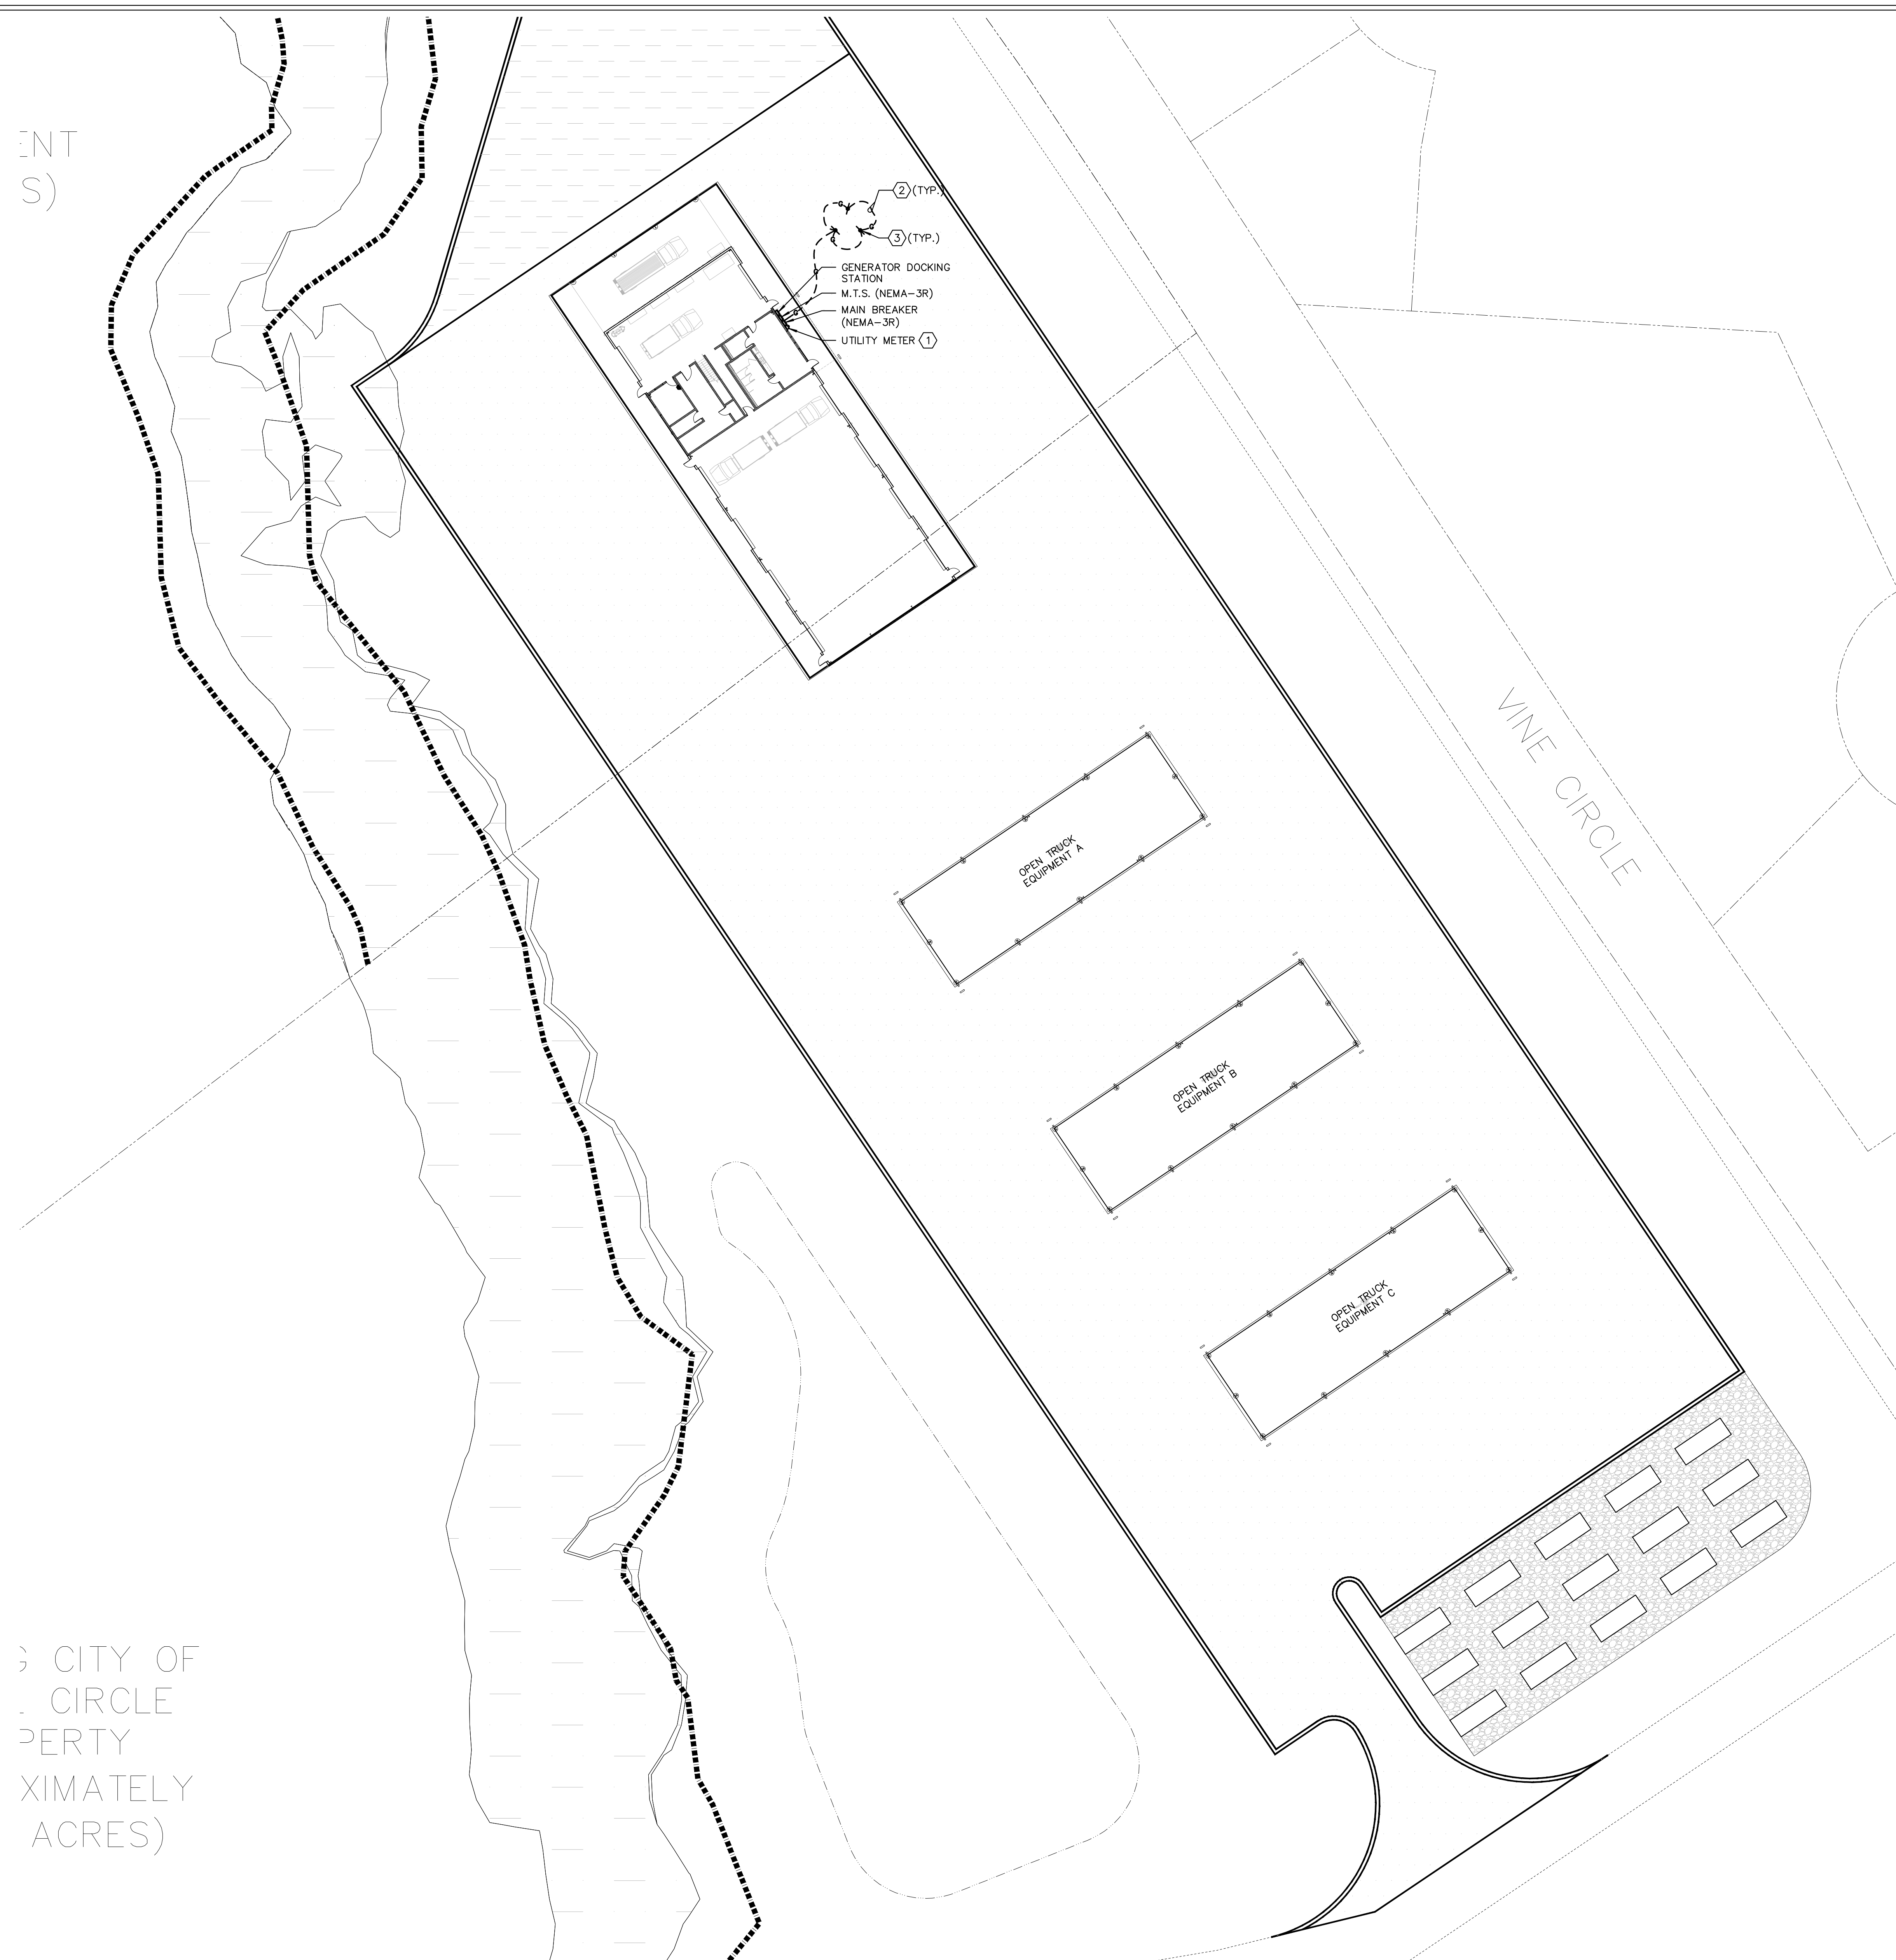 ENT
S)
2 (TYP.)
3 (TYP.)
GENERATOR DOCKING
STATION
M.T.S. (NEMA-3R)
MAIN BREAKER
(NEMA-3R)
UTILITY METER 1
VINE CIRCLE
OPEN TRUCK
EQUIPMENT A
OPEN TRUCK
EQUIPMENT B
OPEN TRUCK
EQUIPMENT C
G CITY OF
L CIRCLE
PERTY
XIMATELY
ACRES)